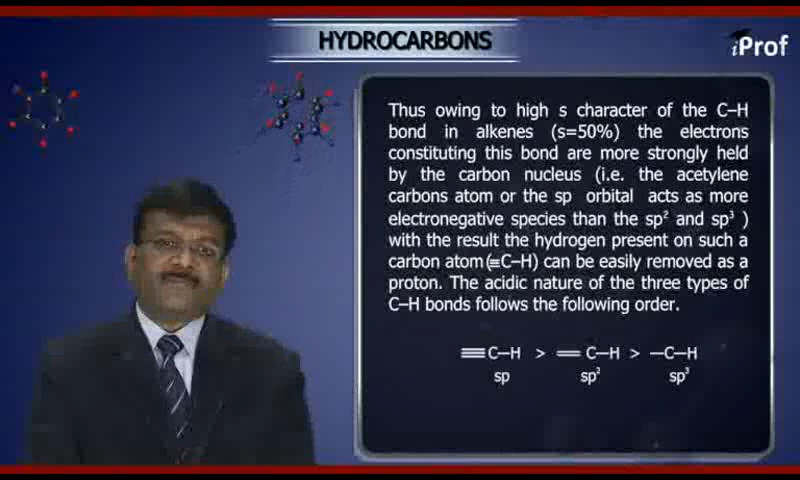 HYDROCARBONS
iProf
Thus owing to high s character of the C–H
bond in alkenes (s=50%) the electrons
constituting this bond are more strongly held
by the carbon nucleus (i.e. the acetylene
carbons atom or the sp orbital acts as more
electronegative species than the sp² and sp³ )
with the result the hydrogen present on such a
carbon atom(≡C–H) can be easily removed as a
proton. The acidic nature of the three types of
C–H bonds follows the following order.
≡C–H > =C–H > –C–H
sp sp² sp³